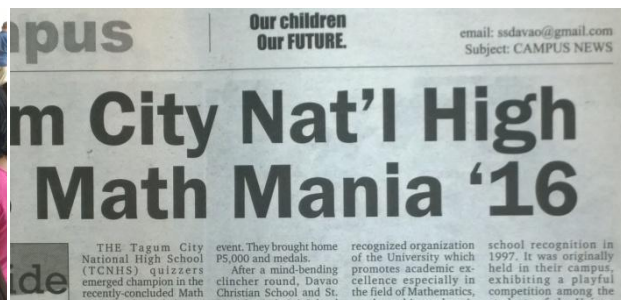 pus
Our children
Our FUTURE.
email: ssdavao@gmail.com
Subject: CAMPUS NEWS
m City Nat'l High
Math Mania '16
ide
THE Tagum City
National High School
(TCNHS) quizzers
emerged champion in the
recently-concluded Math
event. They brought home
P5,000 and medals.
After a mind-bending
clincher round, Davao
Christian School and St.
recognized organization
of the University which
promotes academic ex-
cellence especially in
the field of Mathematics,
school recognition in
1997. It was originally
held in their campus,
exhibiting a playful
competition among the